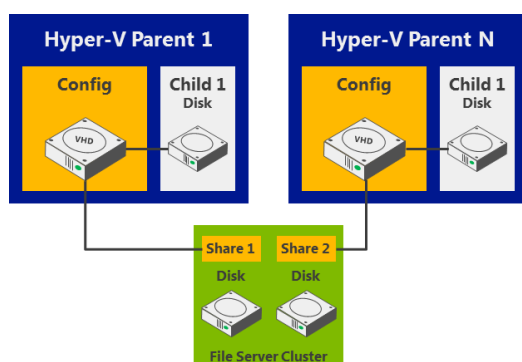 Hyper-V Parent 1
Config
Child 1
Disk
VHD
Hyper-V Parent N
Config
Child 1
Disk
VHD
Share 1
Share 2
Disk
Disk
File Server Cluster